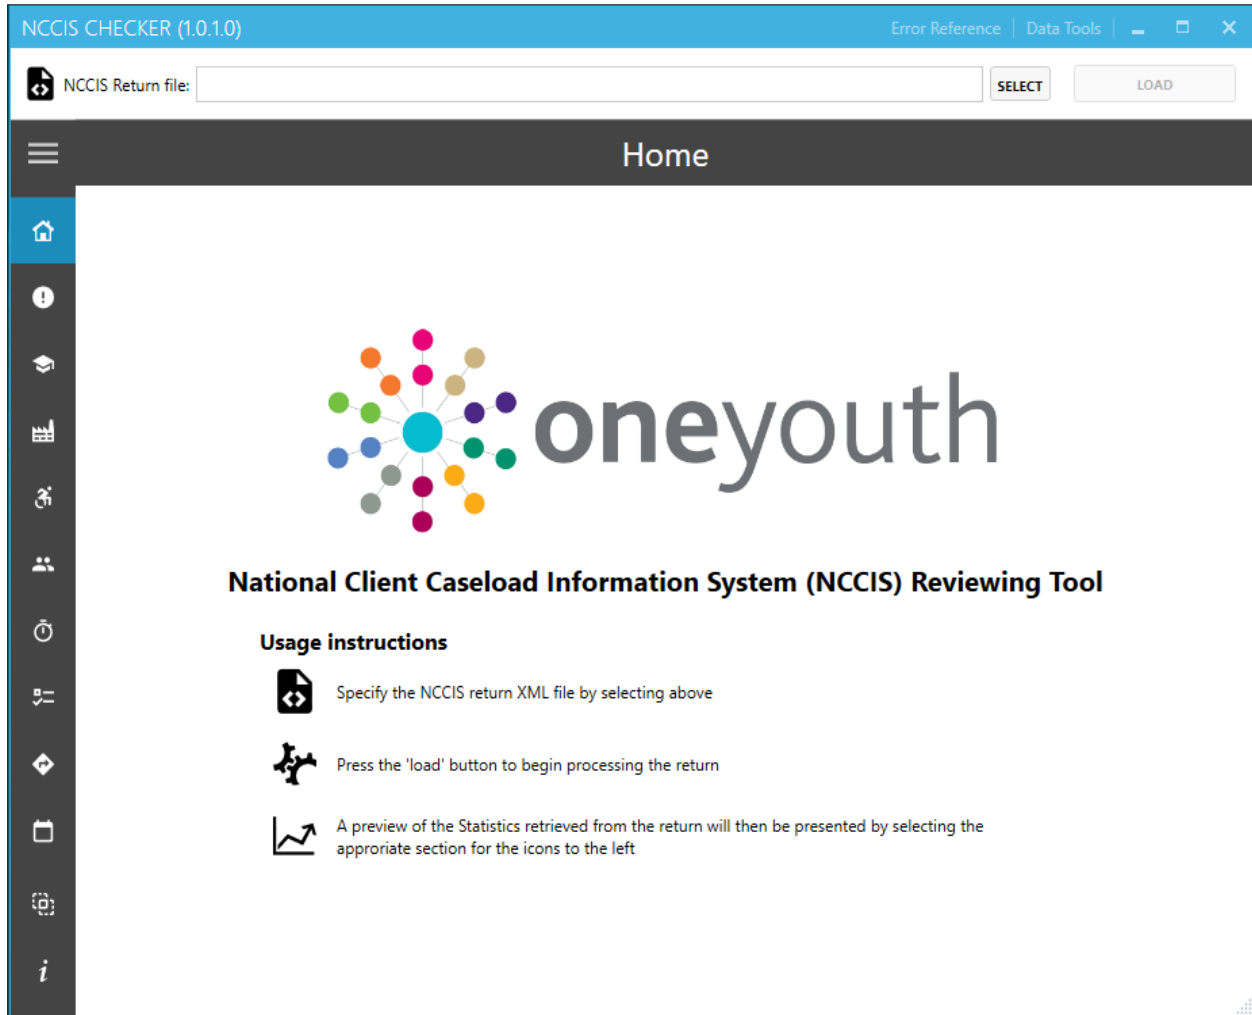 NCCIS CHECKER (1.0.1.0)
Error Reference
Data Tools
NCCIS Return file:
SELECT
LOAD
Home
oneyouth
National Client Caseload Information System (NCCIS) Reviewing Tool
Usage instructions
Specify the NCCIS return XML file by selecting above
Press the 'load' button to begin processing the return
A preview of the Statistics retrieved from the return will then be presented by selecting the
approriate section for the icons to the left